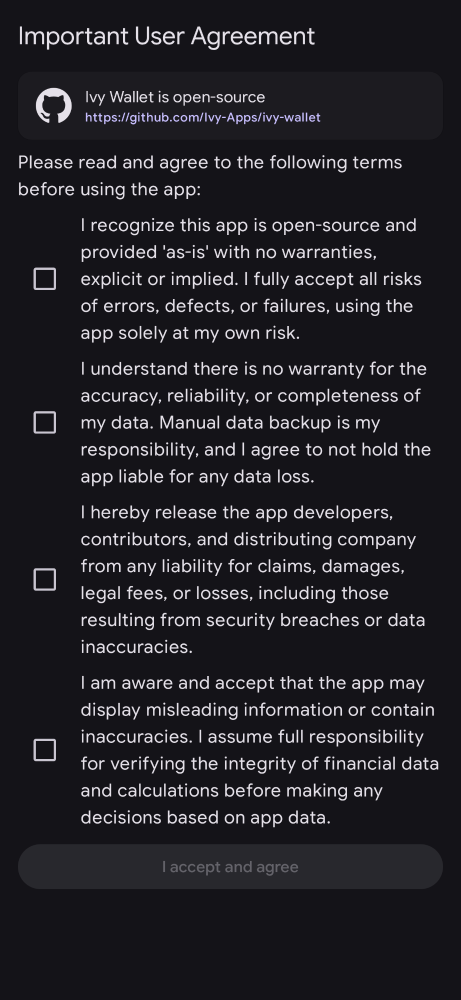 Important User Agreement
Ivy Wallet is open-source
https://github.com/Ivy-Apps/ivy-wallet
Please read and agree to the following terms
before using the app:
I recognize this app is open-source and
provided 'as-is' with no warranties,
explicit or implied. I fully accept all risks
of errors, defects, or failures, using the
app solely at my own risk.
I understand there is no warranty for the
accuracy, reliability, or completeness of
my data. Manual data backup is my
responsibility, and I agree to not hold the
app liable for any data loss.
I hereby release the app developers,
contributors, and distributing company
from any liability for claims, damages,
legal fees, or losses, including those
resulting from security breaches or data
inaccuracies.
I am aware and accept that the app may
display misleading information or contain
inaccuracies. I assume full responsibility
for verifying the integrity of financial data
and calculations before making any
decisions based on app data.
I accept and agree